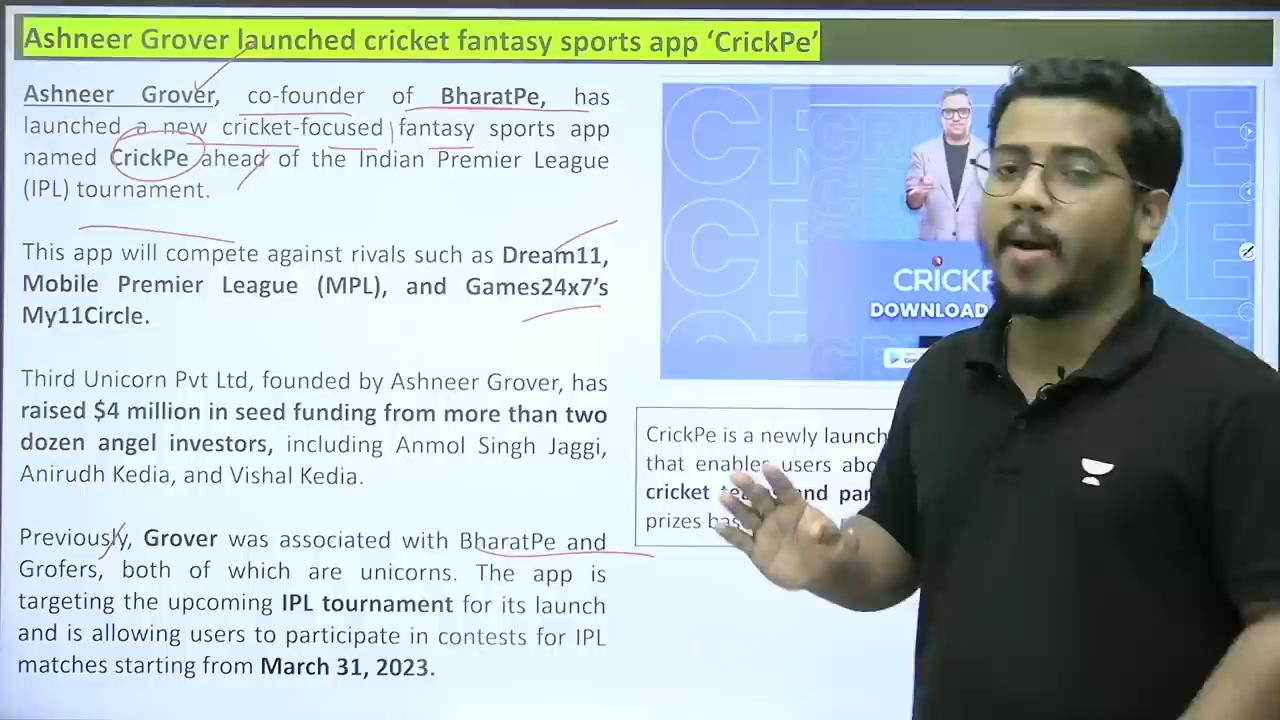 Ashneer Grover launched cricket fantasy sports app ‘CrickPe’
Ashneer Grover, co-founder of BharatPe, has
launched a new cricket-focused fantasy sports app
named CrickPe ahead of the Indian Premier League
(IPL) tournament.
This app will compete against rivals such as Dream11,
Mobile Premier League (MPL), and Games24x7’s
My11Circle.
Third Unicorn Pvt Ltd, founded by Ashneer Grover, has
raised $4 million in seed funding from more than two
dozen angel investors, including Anmol Singh Jaggi,
Anirudh Kedia, and Vishal Kedia.
Previously, Grover was associated with BharatPe and
Grofers, both of which are unicorns. The app is
targeting the upcoming IPL tournament for its launch
and is allowing users to participate in contests for IPL
matches starting from March 31, 2023.
DOWNLOAD
CrickPe is a newly
that enables users
cricket and
prizes